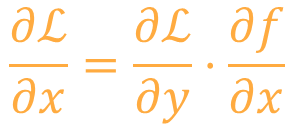 ∂ℒ/∂x = ∂ℒ/∂y · ∂f/∂x